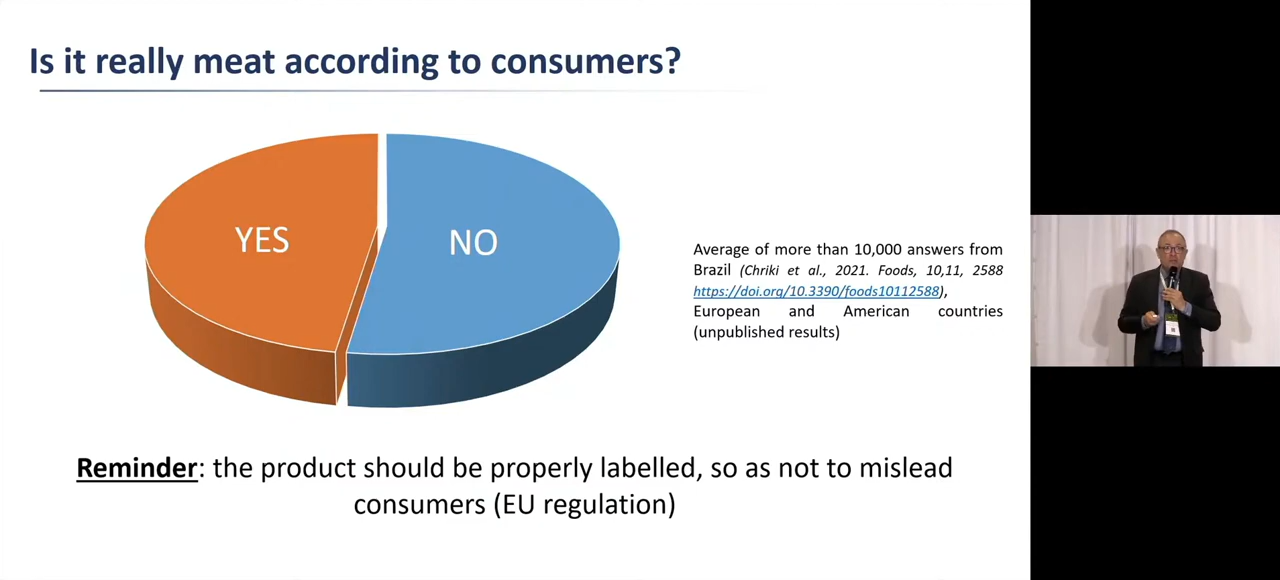 Is it really meat according to consumers?
YES
NO
Average of more than 10,000 answers from
Brazil (Chriki et al., 2021. Foods, 10,11, 2588
https://doi.org/10.3390/foods10112588),
European and American countries
(unpublished results)
Reminder: the product should be properly labelled, so as not to mislead
consumers (EU regulation)